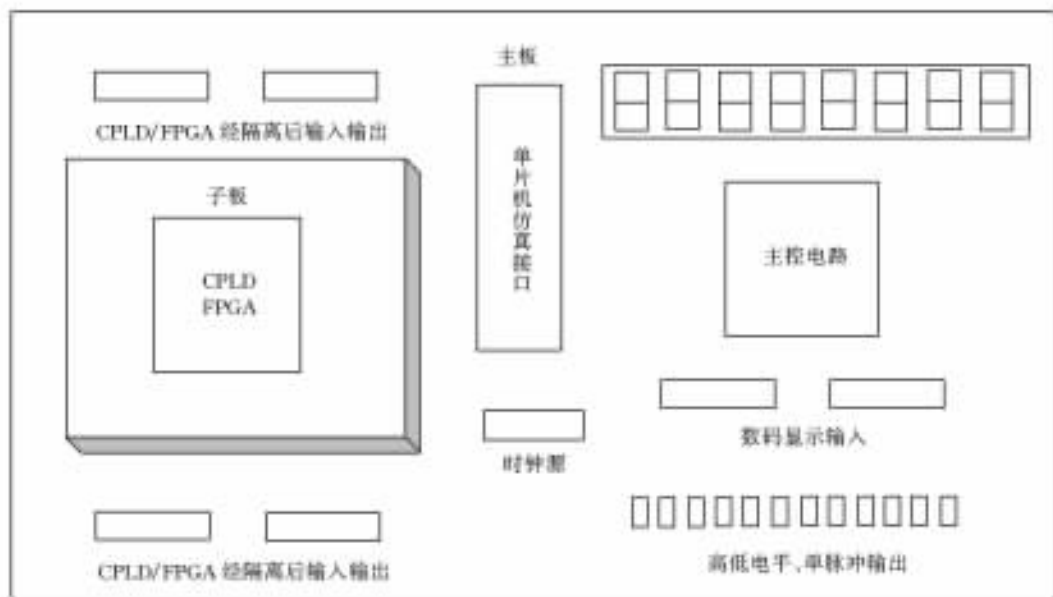 主板
CPLD/FPGA 经隔离后输入输出
子板
CPLD
FPGA
单片机仿真接口
主控电路
数码显示输入
时钟源
CPLD/FPGA 经隔离后输入输出
高低电平、单脉冲输出